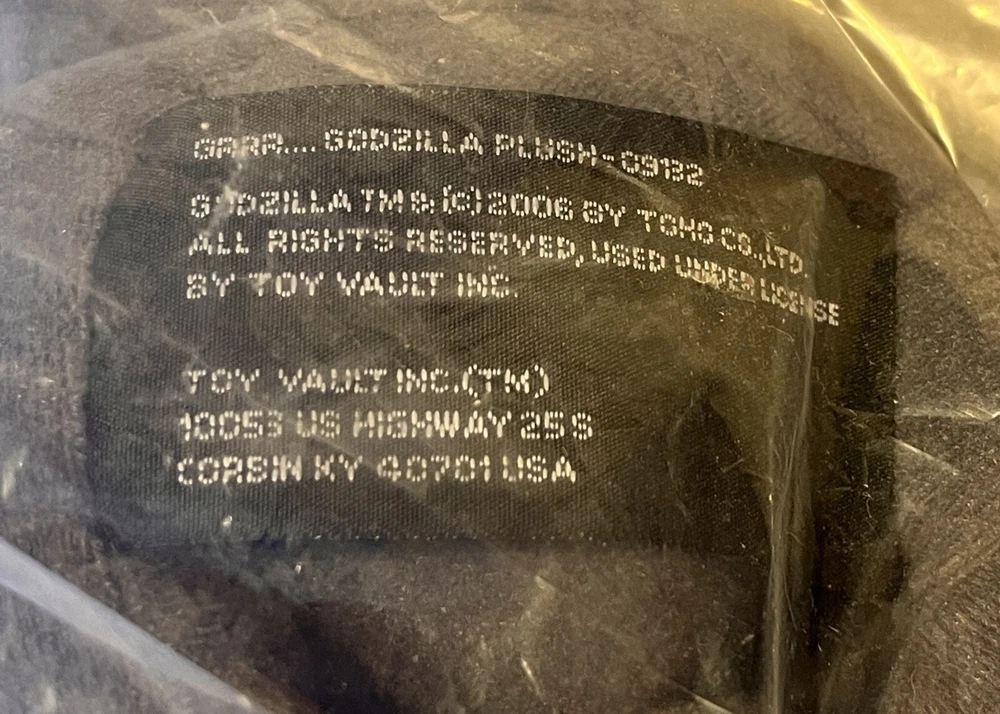 GRRR.... GODZILLA PLUSH-09132
GODZILLA TM & (C) 2006 BY TOHO CO.,LTD.
ALL RIGHTS RESERVED, USED UNDER LICENSE
BY TOY VAULT INC.
TOY VAULT INC.(TM)
10053 US HIGHWAY 25 S
CORBIN KY 40701 USA